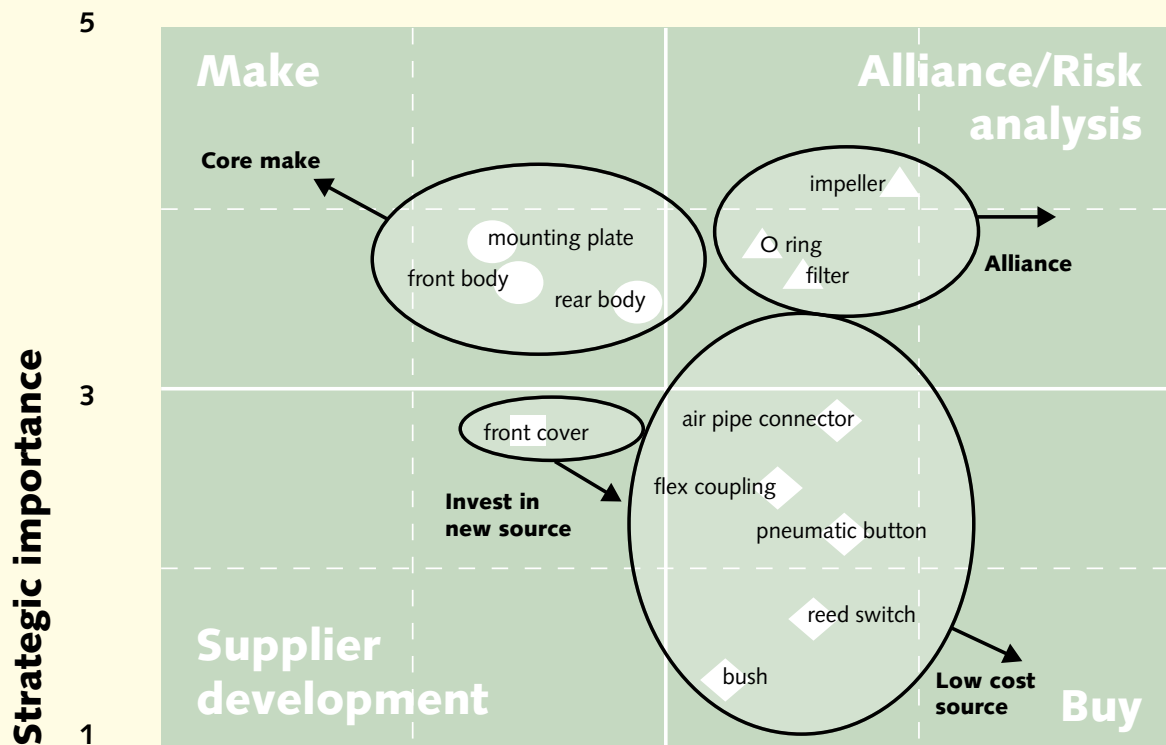 5
Make
Alliance/Risk
analysis
Core make
impeller
mounting plate
O ring
front body
filter
Alliance
rear body
Strategic importance
3
air pipe connector
front cover
flex coupling
Invest in
new source
pneumatic button
reed switch
Supplier
development
bush
Low cost
source
Buy
1